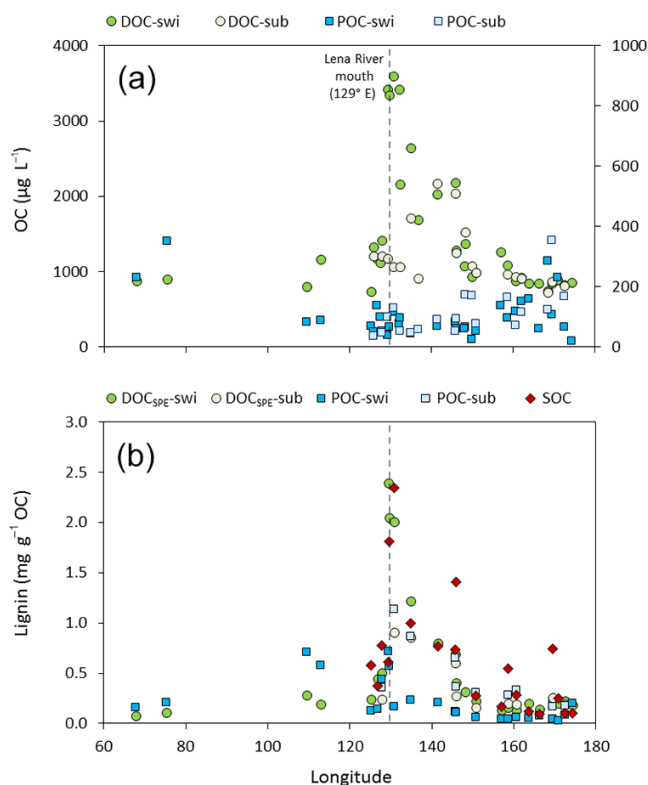 DOC-swi DOC-sub POC-swi POC-sub
4000 1000
(a)
Lena River
mouth
(129° E)
3000 800
600
2000
400
1000
200
0 0
OC (µg L⁻¹)
DOCSPE-swi DOCSPE-sub POC-swi POC-sub SOC
3.0
(b)
2.5
2.0
1.5
1.0
0.5
0.0
Lignin (mg g⁻¹ OC)
60 80 100 120 140 160 180
Longitude